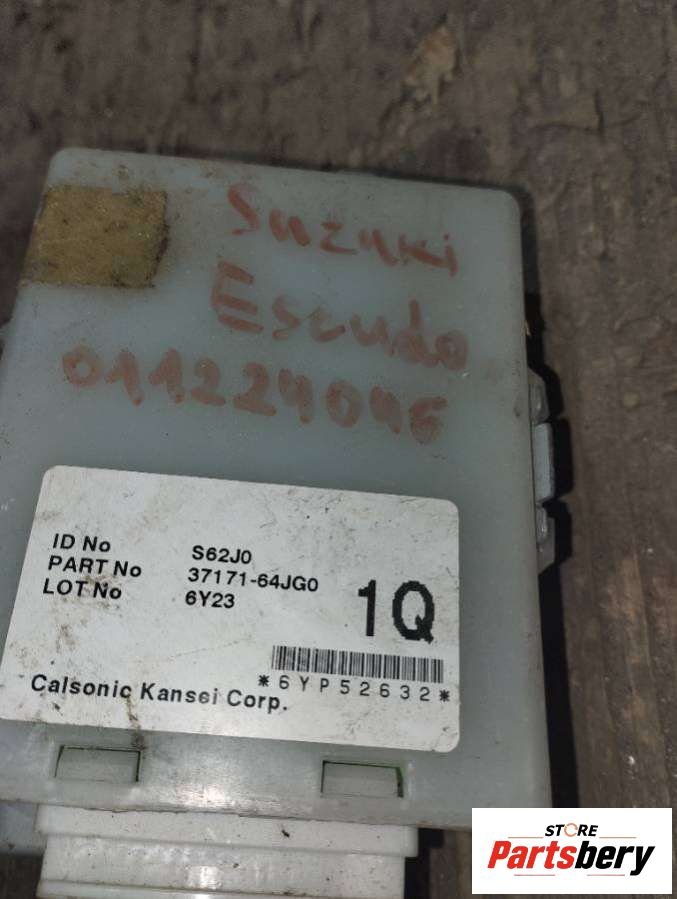 Suzuki
Escudo
011224046
ID No S62J0
PART No 37171-64JG0
LOT No 6Y23
1Q
*6YP52632*
Calsonic Kansei Corp.
STORE
Partsbery